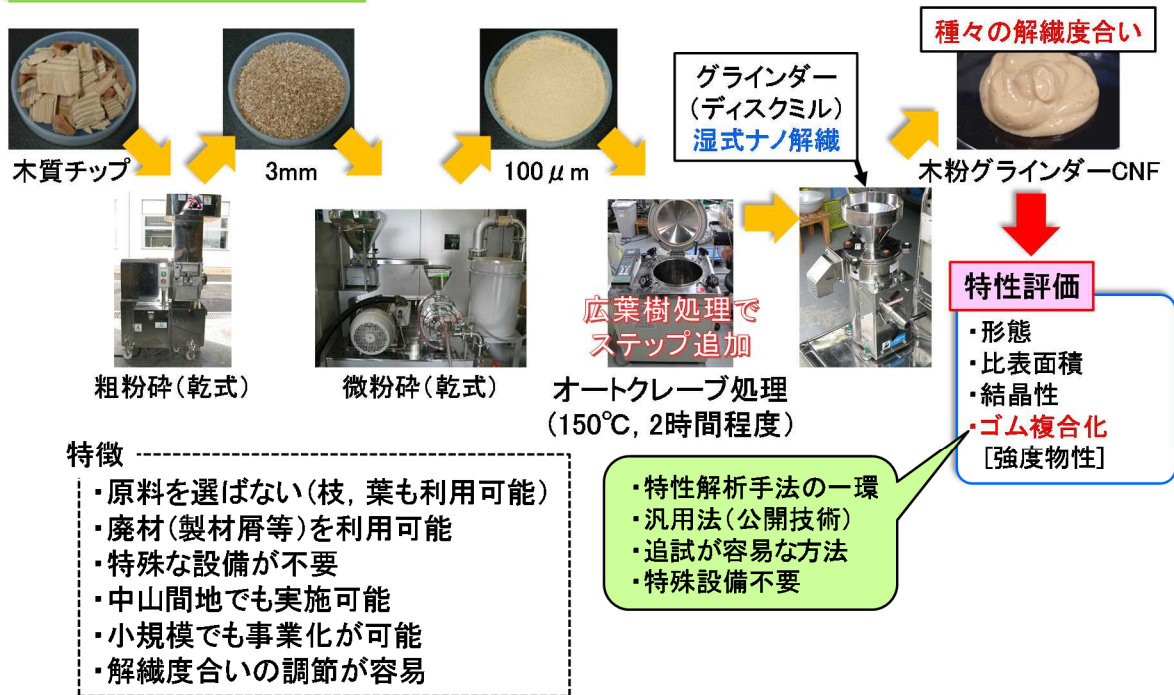 木質チップ
3mm
100μm
グラインダー
(ディスクミル)
湿式ナノ解繊
種々の解繊度合い
木粉グラインダーCNF
粗粉砕(乾式)
微粉砕(乾式)
広葉樹処理で
ステップ追加
オートクレーブ処理
(150℃, 2時間程度)
特性評価
・形態
・比表面積
・結晶性
・ゴム複合化
[強度物性]
特徴
・原料を選ばない(枝, 葉も利用可能)
・廃材(製材屑等)を利用可能
・特殊な設備が不要
・中山間地でも実施可能
・小規模でも事業化が可能
・解繊度合いの調節が容易
・特性解析手法の一環
・汎用法(公開技術)
・追試が容易な方法
・特殊設備不要